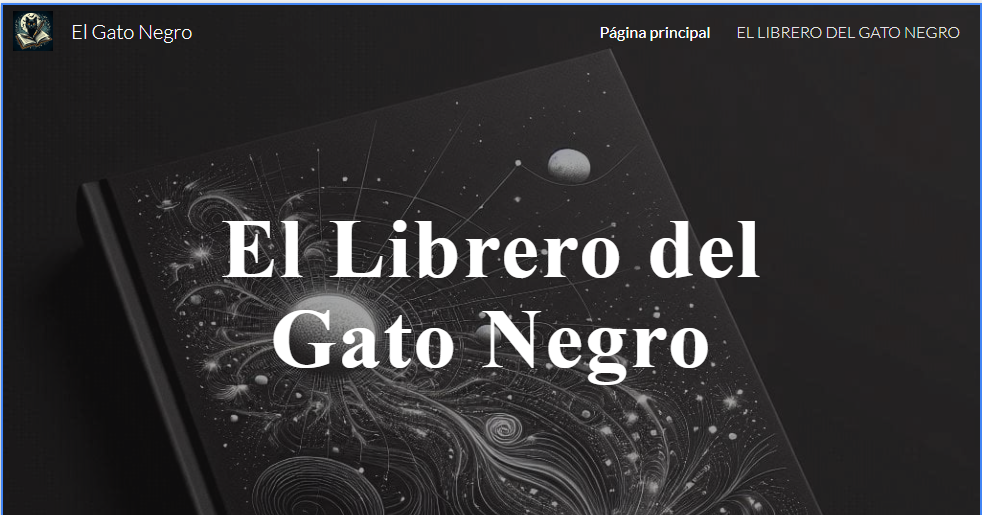 El Gato Negro
Página principal
EL LIBRERO DEL GATO NEGRO
El Librero del
Gato Negro